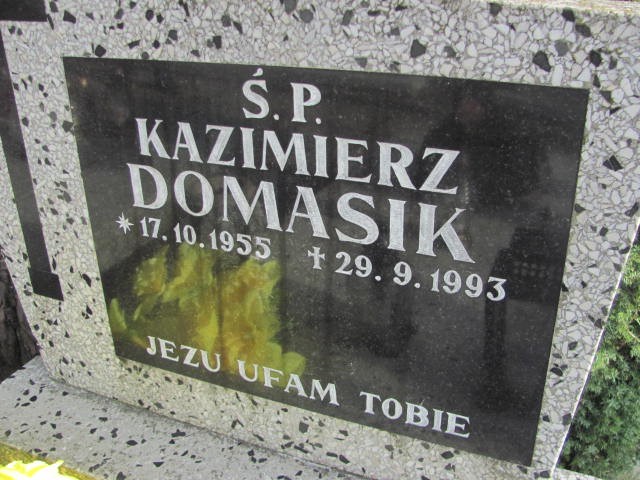 Ś.P.
KAZIMIERZ
DOMASIK
* 17.10.1955 † 29.9.1993
JEZU UFAM TOBIE